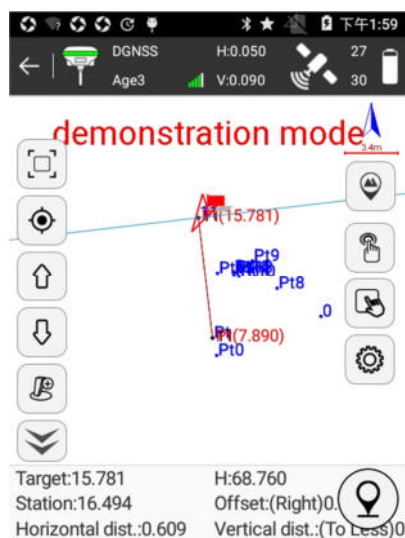 下午1:59
DGNSS H:0.050 27
Age3 V:0.090 30
demonstration mode
3.4m
(15.781)
Pt9
Pt8
.0
(7.890)
.Pt0
Target:15.781 H:68.760
Station:16.494 Offset:(Right)0.
Horizontal dist.:0.609 Vertical dist.:(To Less)0